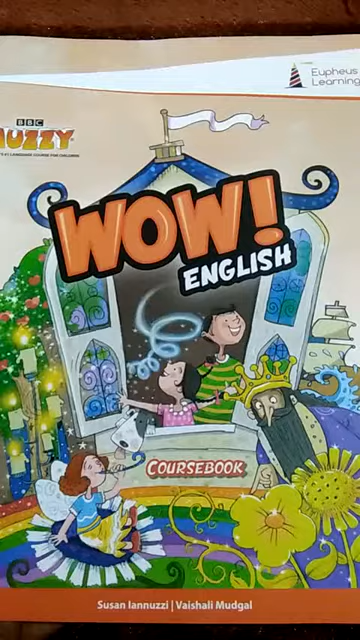 Eupheus
Learning
BBC
MUZZY
WOW!
ENGLISH
COURSEBOOK
Susan Iannuzzi | Vaishali Mudgal